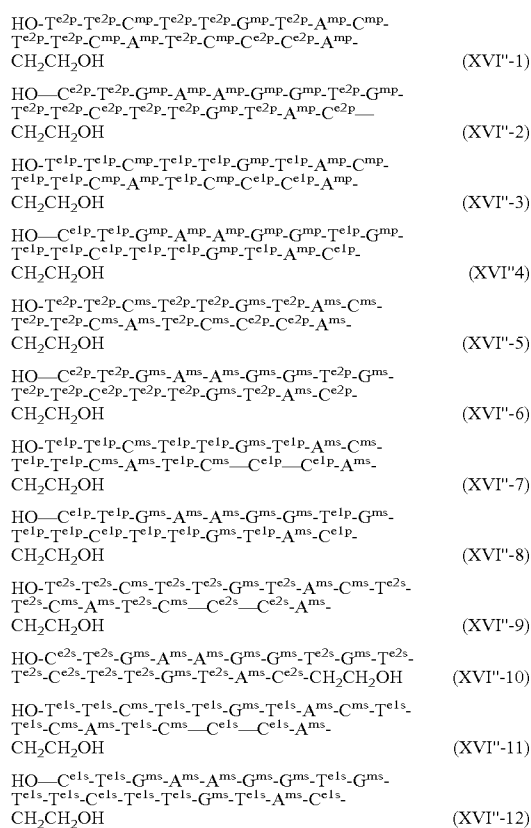 HO-T^e2p-T^e2p-C^mp-T^e2p-T^e2p-G^mp-T^e2p-A^mp-C^mp-
T^e2p-T^e2p-C^mp-A^mp-T^e2p-C^mp-C^e2p-C^e2p-A^mp-
CH₂CH₂OH (XVI"-1)
HO—C^e2p-T^e2p-G^mp-A^mp-A^mp-G^mp-G^mp-T^e2p-G^mp-
T^e2p-T^e2p-C^e2p-T^e2p-T^e2p-G^mp-T^e2p-A^mp-C^e2p—
CH₂CH₂OH (XVI"-2)
HO-T^e1p-T^e1p-C^mp-T^e1p-T^e1p-G^mp-T^e1p-A^mp-C^mp-
T^e1p-T^e1p-C^mp-A^mp-T^e1p-C^mp-C^e1p-C^e1p-A^mp-
CH₂CH₂OH (XVI"-3)
HO—C^e1p-T^e1p-G^mp-A^mp-A^mp-G^mp-G^mp-T^e1p-G^mp-
T^e1p-T^e1p-C^e1p-T^e1p-T^e1p-G^mp-T^e1p-A^mp-C^e1p-
CH₂CH₂OH (XVI"4)
HO-T^e2p-T^e2p-C^ms-T^e2p-T^e2p-G^ms-T^e2p-A^ms-C^ms-
T^e2p-T^e2p-C^ms-A^ms-T^e2p-C^ms-C^e2p-C^e2p-A^ms-
CH₂CH₂OH (XVI"-5)
HO—C^e2p-T^e2p-G^ms-A^ms-A^ms-G^ms-G^ms-T^e2p-G^ms-
T^e2p-T^e2p-C^e2p-T^e2p-T^e2p-G^ms-T^e2p-A^ms-C^e2p-
CH₂CH₂OH (XVI"-6)
HO-T^e1p-T^e1p-C^ms-T^e1p-T^e1p-G^ms-T^e1p-A^ms-C^ms-
T^e1p-T^e1p-C^ms-A^ms-T^e1p-C^ms—C^e1p—C^e1p-A^ms-
CH₂CH₂OH (XVI"-7)
HO—C^e1p-T^e1p-G^ms-A^ms-A^ms-G^ms-G^ms-T^e1p-G^ms-
T^e1p-T^e1p-C^e1p-T^e1p-T^e1p-G^ms-T^e1p-A^ms-C^e1p-
CH₂CH₂OH (XVI"-8)
HO-T^e2s-T^e2s-C^ms-T^e2s-T^e2s-G^ms-T^e2s-A^ms-C^ms-T^e2s-
T^e2s-C^ms-A^ms-T^e2s-C^ms—C^e2s—C^e2s-A^ms-
CH₂CH₂OH (XVI"-9)
HO-C^e2s-T^e2s-G^ms-A^ms-A^ms-G^ms-G^ms-T^e2s-G^ms-T^e2s-
T^e2s-C^e2s-T^e2s-T^e2s-G^ms-T^e2s-A^ms-C^e2s-CH₂CH₂OH (XVI"-10)
HO-T^e1s-T^e1s-C^ms-T^e1s-T^e1s-G^ms-T^e1s-A^ms-C^ms-T^e1s-
T^e1s-C^ms-A^ms-T^e1s-C^ms—C^e1s—C^e1s-A^ms-
CH₂CH₂OH (XVI"-11)
HO—C^e1s-T^e1s-G^ms-A^ms-A^ms-G^ms-G^ms-T^e1s-G^ms-
T^e1s-T^e1s-C^e1s-T^e1s-T^e1s-G^ms-T^e1s-A^ms-C^e1s-
CH₂CH₂OH (XVI"-12)